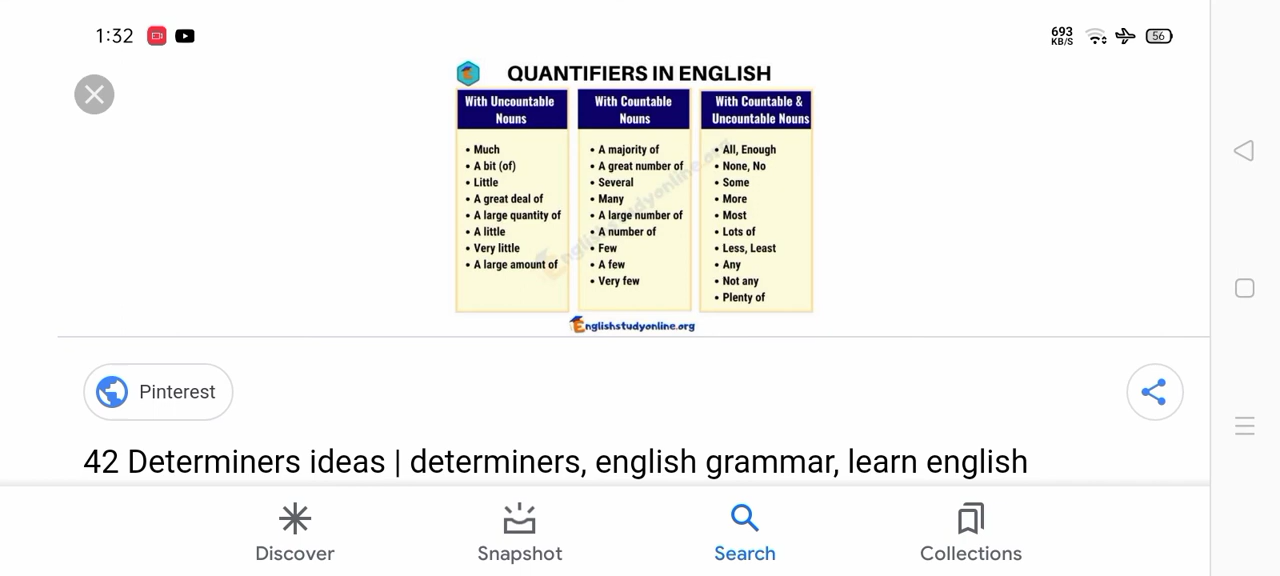 1:32
693
KB/S
56
QUANTIFIERS IN ENGLISH
With Uncountable
Nouns
• Much
• A bit (of)
• Little
• A great deal of
• A large quantity of
• A little
• Very little
• A large amount of
With Countable
Nouns
• A majority of
• A great number of
• Several
• Many
• A large number of
• A number of
• Few
• A few
• Very few
With Countable &
Uncountable Nouns
• All, Enough
• None, No
• Some
• More
• Most
• Lots of
• Less, Least
• Any
• Not any
• Plenty of
Englishstudyonline.org
Englishstudyonline.org
Pinterest
42 Determiners ideas | determiners, english grammar, learn english
Discover
Snapshot
Search
Collections